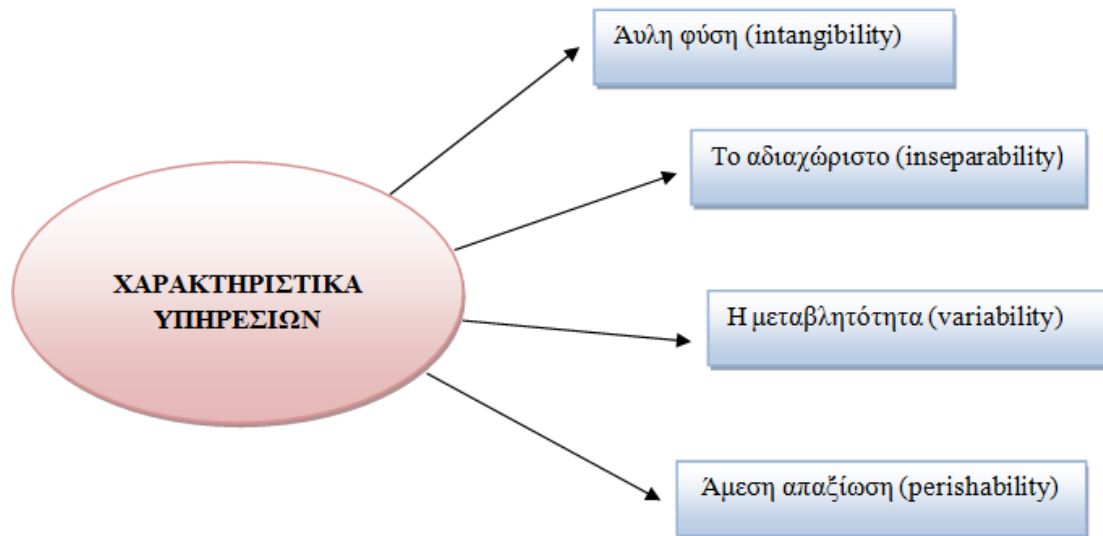 Άυλη φύση (intangibility)
Το αδιαχώριστο (inseparability)
ΧΑΡΑΚΤΗΡΙΣΤΙΚΑ
ΥΠΗΡΕΣΙΩΝ
Η μεταβλητότητα (variability)
Άμεση απαξίωση (perishability)